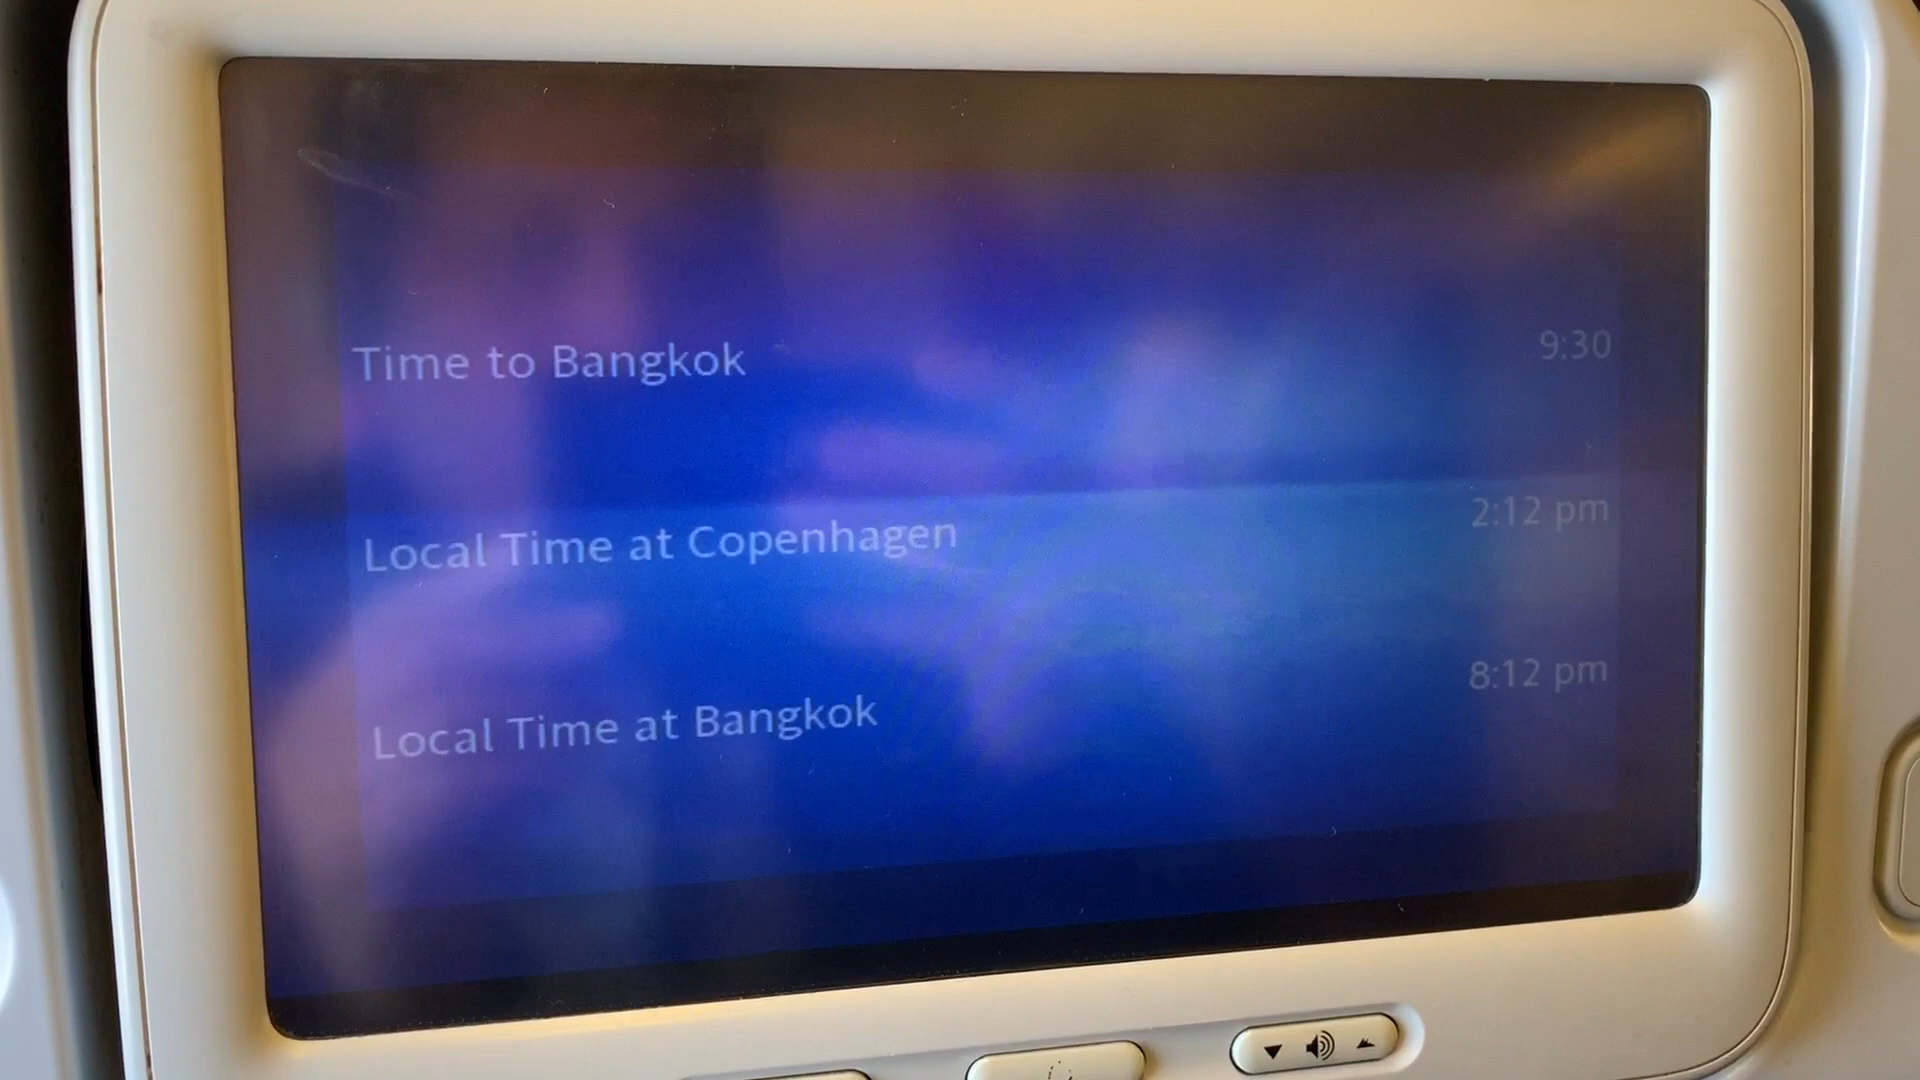 Time to Bangkok 9:30
Local Time at Copenhagen 2:12 pm
Local Time at Bangkok 8:12 pm